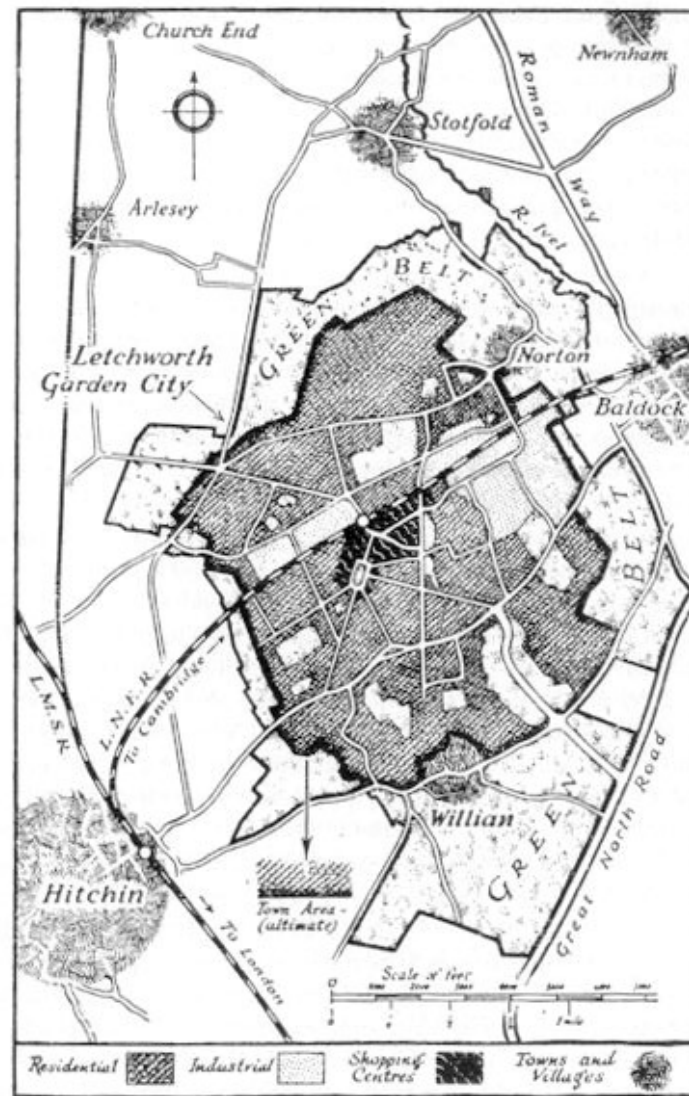 Church End
Newnham
Roman
Way
Stotfold
Arlesey
R. Ivel
GREEN BELT
Letchworth
Garden City
Norton
Baldock
BELT
L.N.E.R.
To Cambridge
L.M.S.R.
Willian
GREEN
Great North Road
Hitchin
To London
Town Area -
(ultimate)
Scale of feet
1 mile
Residential
Industrial
Shopping
Centres
Towns and
Villages